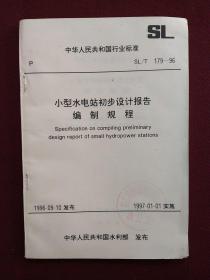 SL
中华人民共和国行业标准
P
SL/T 179—96
小型水电站初步设计报告
编制规程
Specification on compiling preliminary
design report of small hydropower stations
1996-09-10 发布
1997-01-01 实施
中华人民共和国水利部 发布